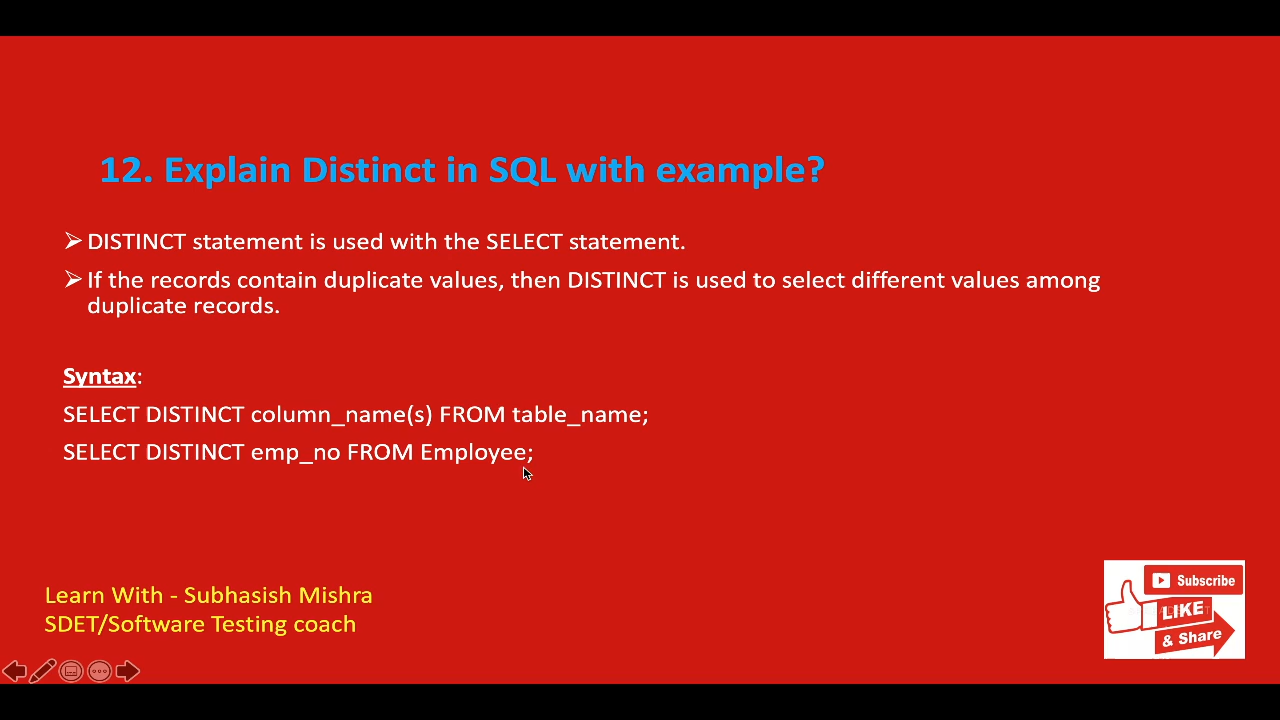 12. Explain Distinct in SQL with example?
DISTINCT statement is used with the SELECT statement.
If the records contain duplicate values, then DISTINCT is used to select different values among
duplicate records.
Syntax:
SELECT DISTINCT column_name(s) FROM table_name;
SELECT DISTINCT emp_no FROM Employee;
Learn With - Subhasish Mishra
SDET/Software Testing coach
Subscribe
LIKE
& Share